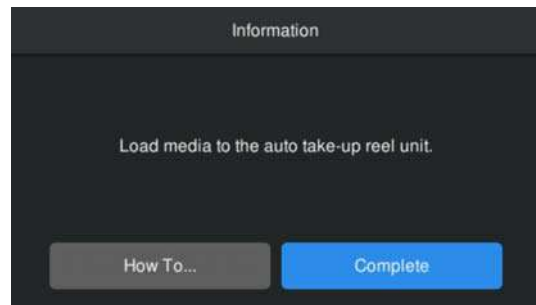 Information
Load media to the auto take-up reel unit.
How To...
Complete